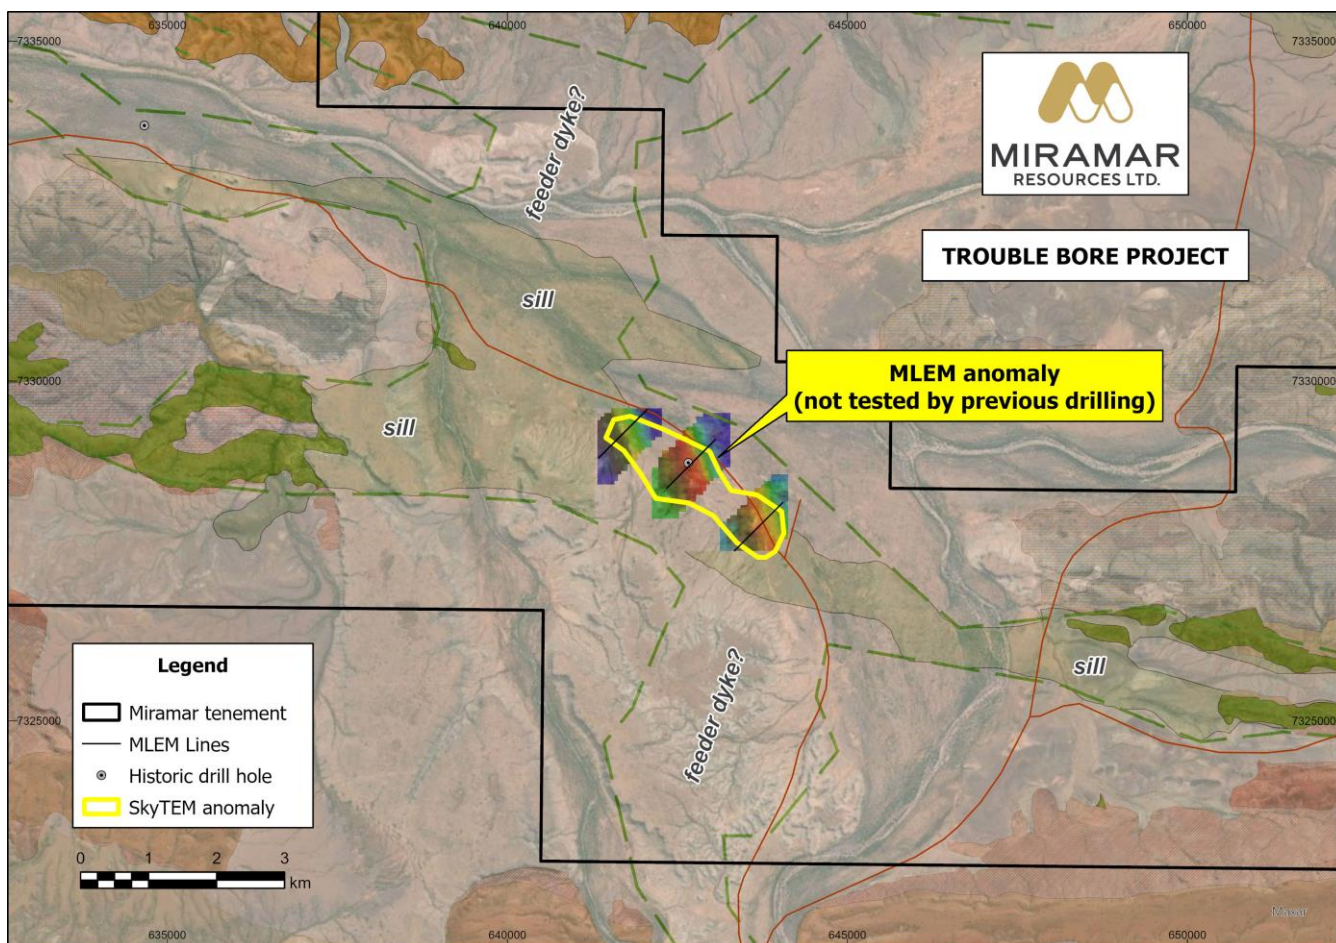 635000
640000
645000
650000
7335000
7335000
MIRAMAR
RESOURCES LTD.
TROUBLE BORE PROJECT
feeder dyke?
sill
7330000
7330000
MLEM anomaly
(not tested by previous drilling)
sill
feeder dyke?
sill
7325000
7325000
Legend
Miramar tenement
MLEM Lines
Historic drill hole
SkyTEM anomaly
0 1 2 3
km
Maxar
635000
640000
645000
650000